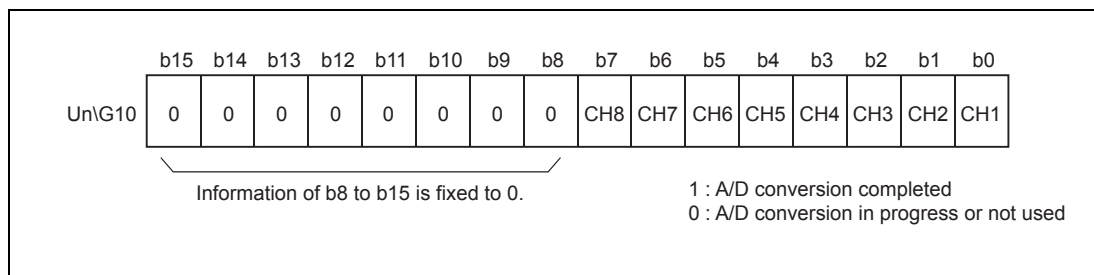 b15 b14 b13 b12 b11 b10 b9 b8 b7 b6 b5 b4 b3 b2 b1 b0
Un\G10 0 0 0 0 0 0 0 0 CH8 CH7 CH6 CH5 CH4 CH3 CH2 CH1
Information of b8 to b15 is fixed to 0.
1 : A/D conversion completed
0 : A/D conversion in progress or not used